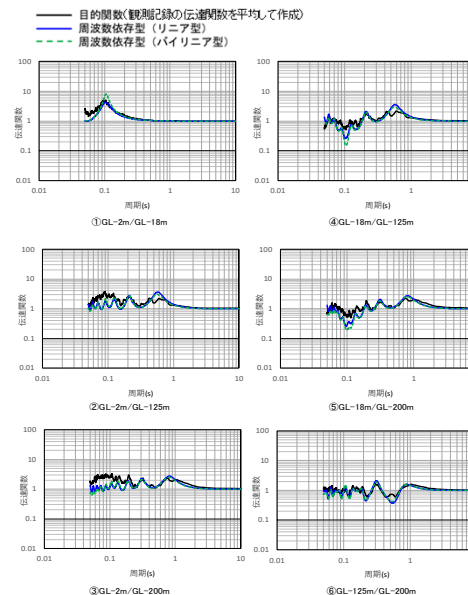 目的関数(観測記録の伝達関数を平均して作成)
周波数依存型（リニア型）
周波数依存型（バイリニア型）
100
10
1
0.1
0.01
伝達関数
0.01 0.1 1 10
周期(s)
①GL-2m/GL-18m
100
10
1
0.1
0.01
伝達関数
0.01 0.1 1
周期(s)
④GL-18m/GL-125m
100
10
1
0.1
0.01
伝達関数
0.01 0.1 1 10
周期(s)
②GL-2m/GL-125m
100
10
1
0.1
0.01
伝達関数
0.01 0.1 1
周期(s)
⑤GL-18m/GL-200m
100
10
1
0.1
0.01
伝達関数
0.01 0.1 1 10
周期(s)
③GL-2m/GL-200m
100
10
1
0.1
0.01
伝達関数
0.01 0.1 1
周期(s)
⑥GL-125m/GL-200m